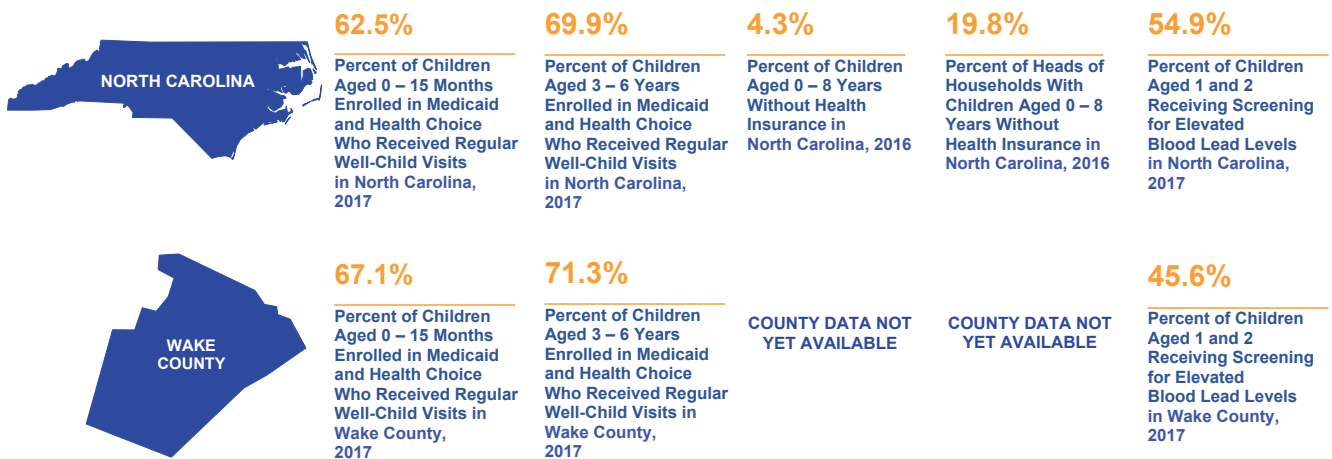 NORTH CAROLINA
62.5%
Percent of Children
Aged 0 – 15 Months
Enrolled in Medicaid
and Health Choice
Who Received Regular
Well-Child Visits
in North Carolina,
2017
69.9%
Percent of Children
Aged 3 – 6 Years
Enrolled in Medicaid
and Health Choice
Who Received Regular
Well-Child Visits
in North Carolina,
2017
4.3%
Percent of Children
Aged 0 – 8 Years
Without Health
Insurance in
North Carolina, 2016
19.8%
Percent of Heads of
Households With
Children Aged 0 – 8
Years Without
Health Insurance in
North Carolina, 2016
54.9%
Percent of Children
Aged 1 and 2
Receiving Screening
for Elevated
Blood Lead Levels
in North Carolina,
2017
WAKE
COUNTY
67.1%
Percent of Children
Aged 0 – 15 Months
Enrolled in Medicaid
and Health Choice
Who Received Regular
Well-Child Visits in
Wake County,
2017
71.3%
Percent of Children
Aged 3 – 6 Years
Enrolled in Medicaid
and Health Choice
Who Received Regular
Well-Child Visits in
Wake County,
2017
COUNTY DATA NOT
YET AVAILABLE
COUNTY DATA NOT
YET AVAILABLE
45.6%
Percent of Children
Aged 1 and 2
Receiving Screening
for Elevated
Blood Lead Levels
in Wake County,
2017